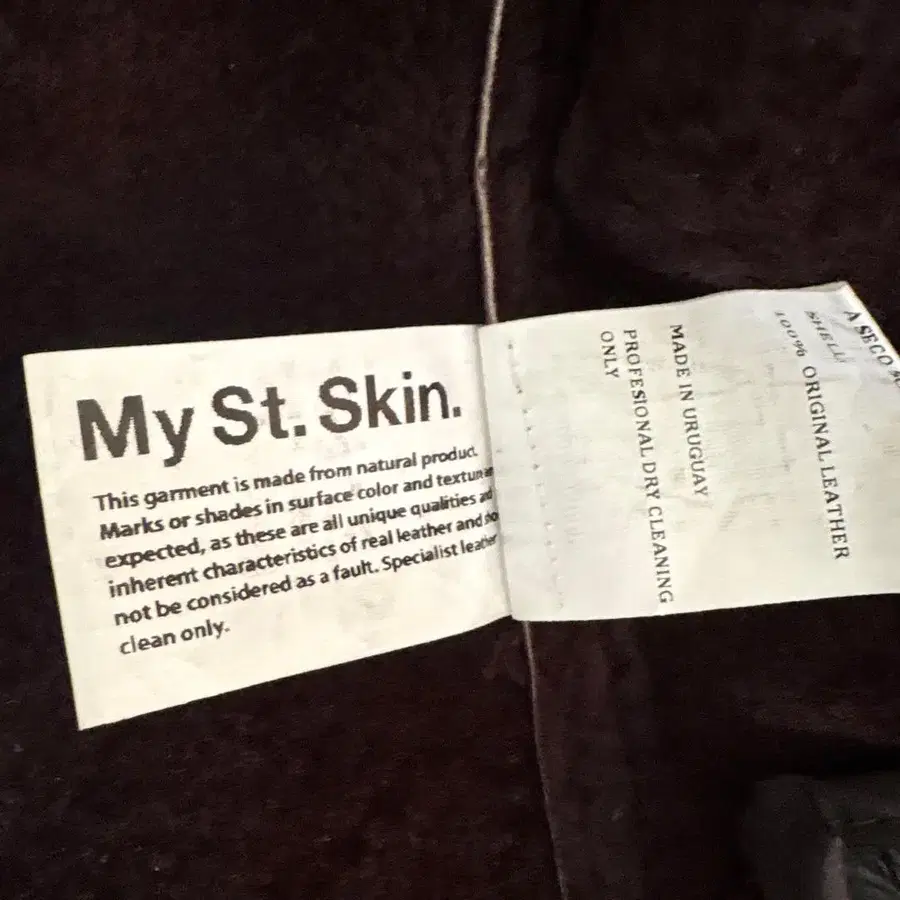 My St. Skin.
This garment is made from natural product.
Marks or shades in surface color and texture
expected, as these are all unique qualities and
inherent characteristics of real leather and
not be considered as a fault. Specialist leather
clean only.
SHELL:
100% ORIGINAL LEATHER
MADE IN URUGUAY
PROFESIONAL DRY CLEANING
ONLY